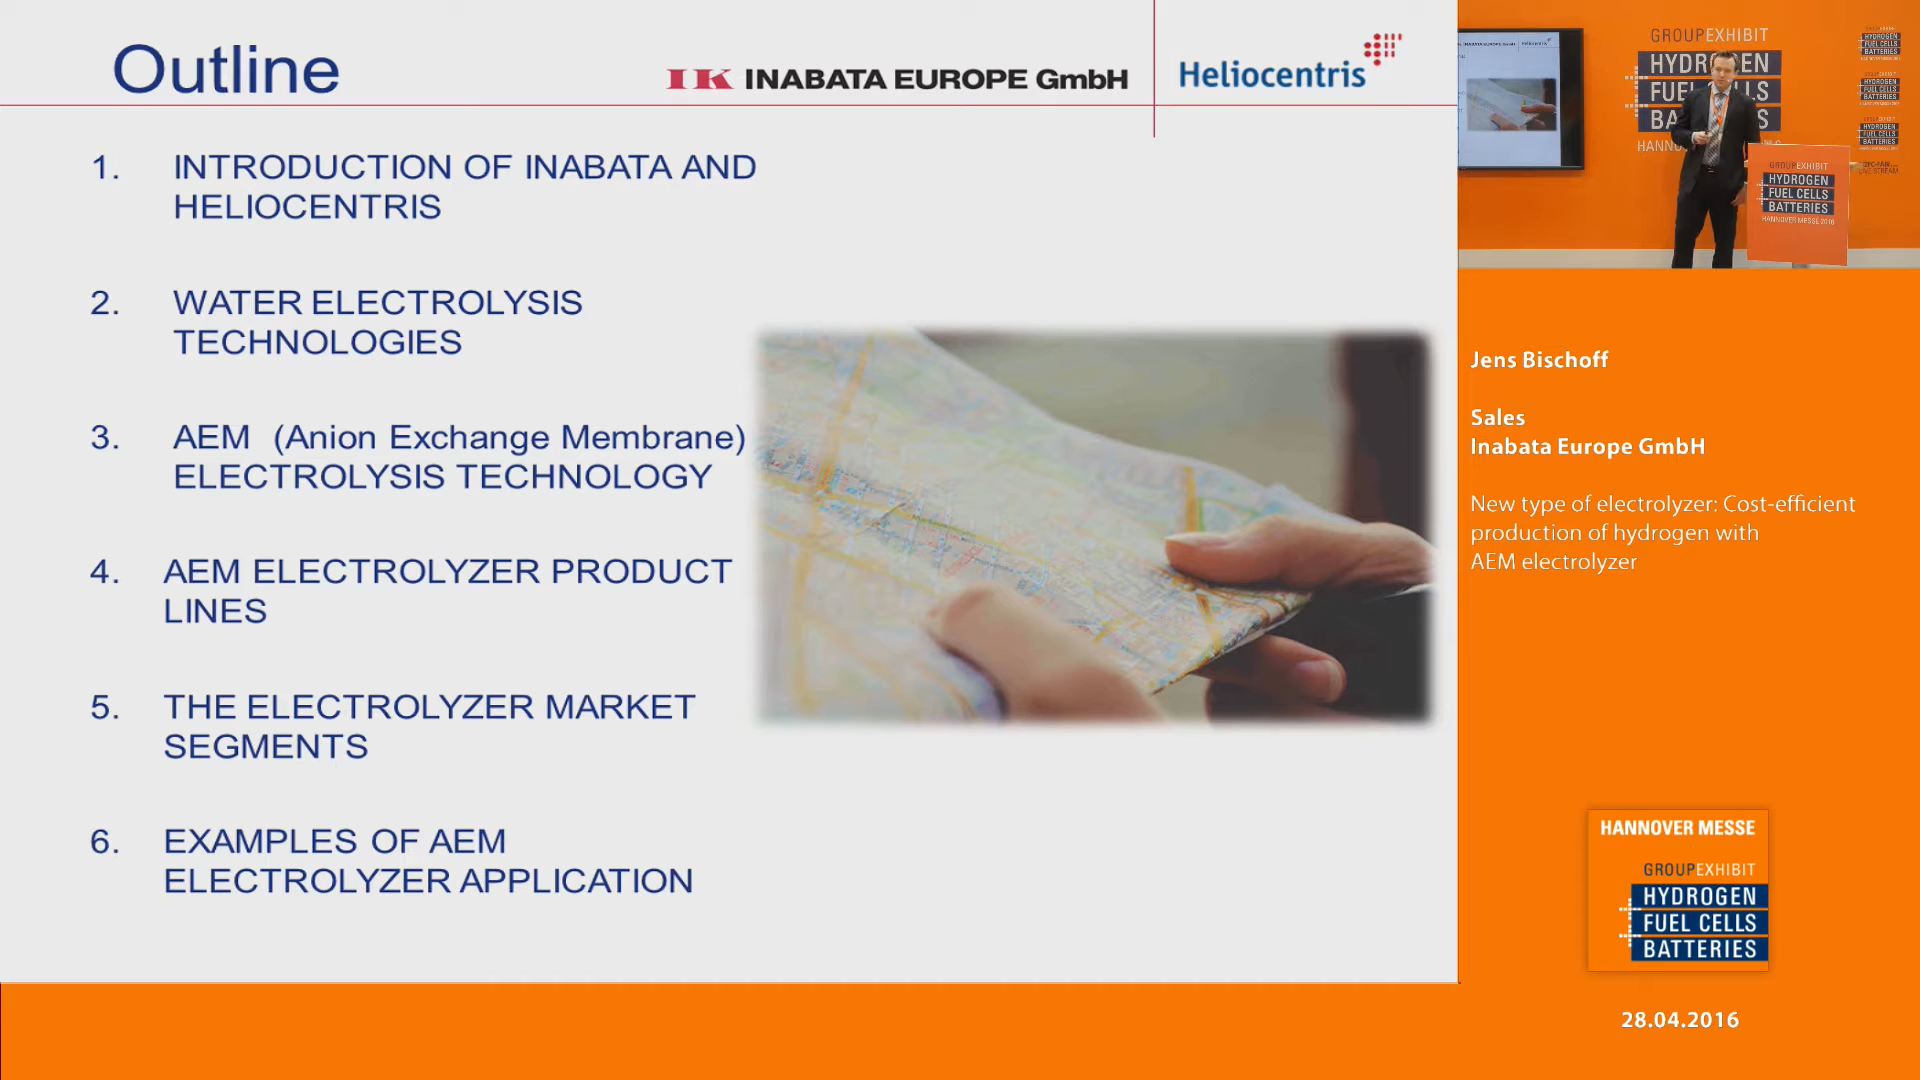 Outline
IK INABATA EUROPE GmbH
Heliocentris
1. INTRODUCTION OF INABATA AND
HELIOCENTRIS
2. WATER ELECTROLYSIS
TECHNOLOGIES
3. AEM (Anion Exchange Membrane)
ELECTROLYSIS TECHNOLOGY
4. AEM ELECTROLYZER PRODUCT
LINES
5. THE ELECTROLYZER MARKET
SEGMENTS
6. EXAMPLES OF AEM
ELECTROLYZER APPLICATION
GROUP EXHIBIT
HYDROGEN
FUEL CELLS
BATTERIES
HANNOVER MESSE 2016
Jens Bischoff
Sales
Inabata Europe GmbH
New type of electrolyzer: Cost-efficient
production of hydrogen with
AEM electrolyzer
HANNOVER MESSE
GROUPEXHIBIT
HYDROGEN
FUEL CELLS
BATTERIES
28.04.2016